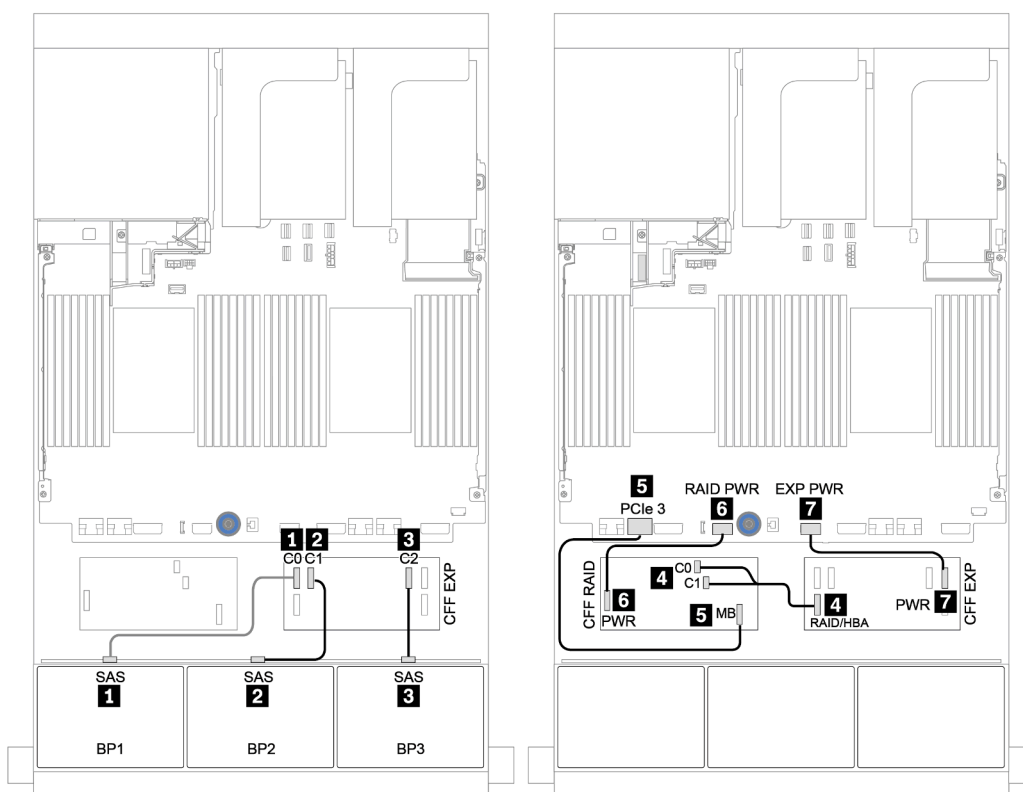 1 2 3
C0 C1 C2
CFF EXP
SAS SAS SAS
1 2 3
BP1 BP2 BP3
5 RAID PWR EXP PWR
PCIe 3 6 7
CFF RAID
C0
4 C1
6
PWR
5 MB
4
RAID/HBA
PWR 7
CFF EXP